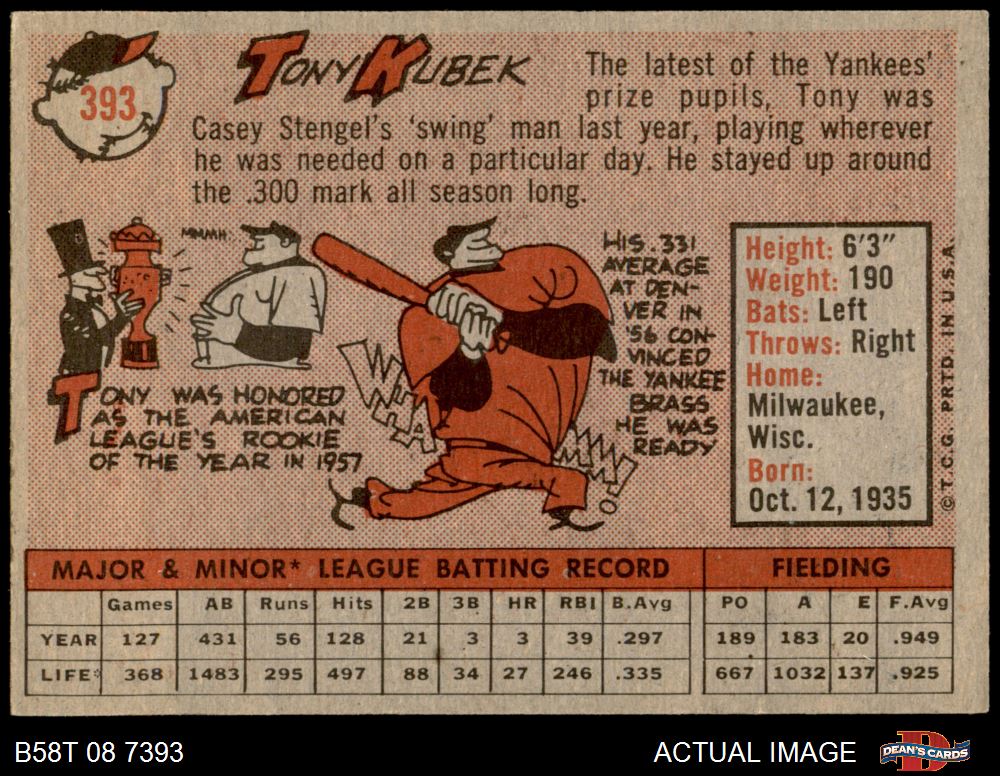 393
TONY KUBEK
The latest of the Yankees'
prize pupils, Tony was
Casey Stengel's 'swing' man last year, playing wherever
he was needed on a particular day. He stayed up around
the .300 mark all season long.
MMMH
TONY WAS HONORED
AS THE AMERICAN
LEAGUE'S ROOKIE
OF THE YEAR IN 1957
HIS .331
AVERAGE
AT DEN-
VER IN
'56 CON-
VINCED
THE YANKEE
BRASS
HE WAS
READY
Height: 6'3"
Weight: 190
Bats: Left
Throws: Right
Home:
Milwaukee,
Wisc.
Born:
Oct. 12, 1935
© T.C.G. PRTD. IN U.S.A.
MAJOR & MINOR* LEAGUE BATTING RECORD FIELDING
Games AB Runs Hits 2B 3B HR RBI B.Avg PO A E F.Avg
YEAR 127 431 56 128 21 3 3 39 .297 189 183 20 .949
LIFE* 368 1483 295 497 88 34 27 246 .335 667 1032 137 .925
B58T 08 7393
ACTUAL IMAGE
DEAN'S CARDS